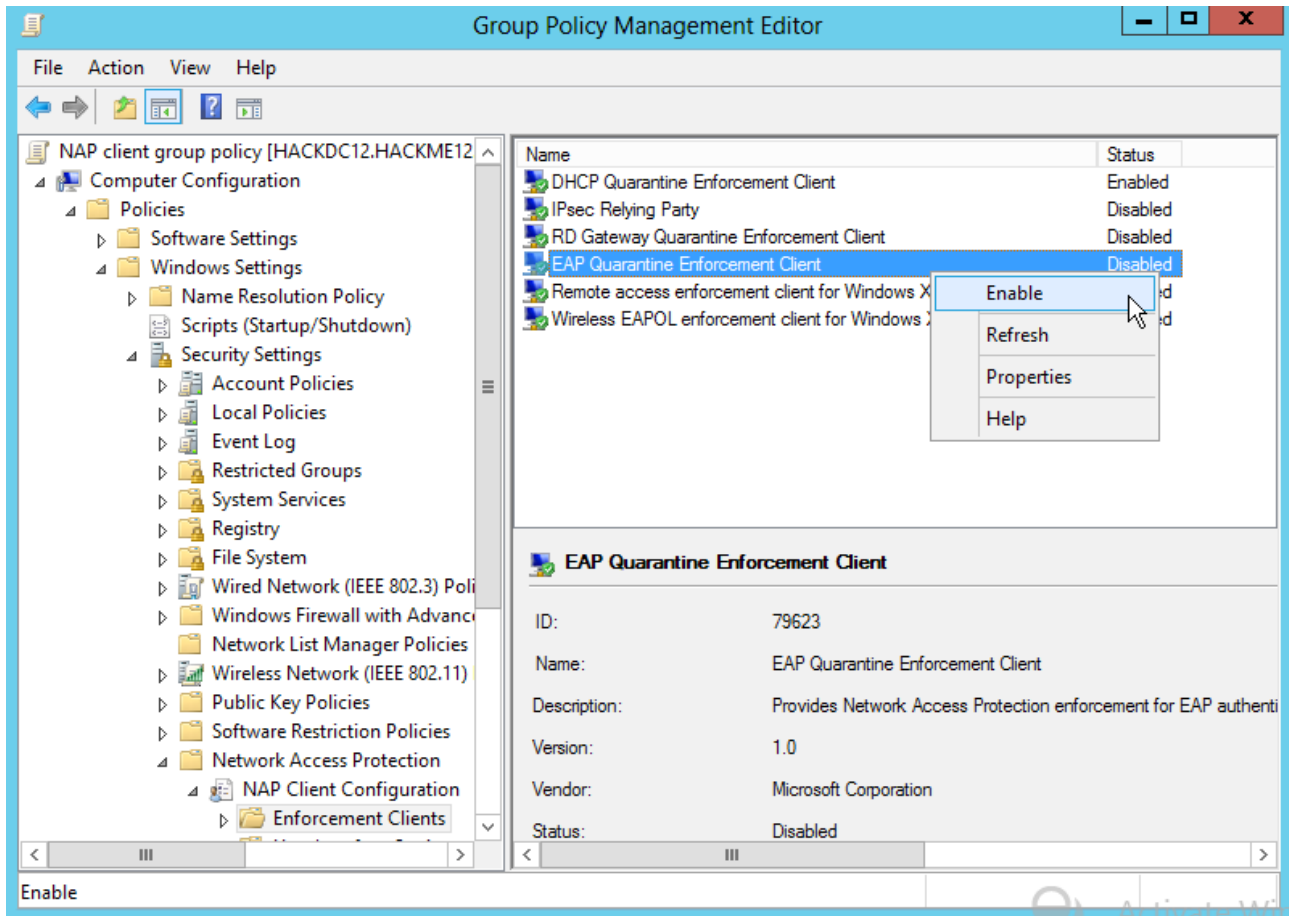 Group Policy Management Editor
File Action View Help
NAP client group policy [HACKDC12.HACKME12
Computer Configuration
Policies
Software Settings
Windows Settings
Name Resolution Policy
Scripts (Startup/Shutdown)
Security Settings
Account Policies
Local Policies
Event Log
Restricted Groups
System Services
Registry
File System
Wired Network (IEEE 802.3) Poli
Windows Firewall with Advanc
Network List Manager Policies
Wireless Network (IEEE 802.11)
Public Key Policies
Software Restriction Policies
Network Access Protection
NAP Client Configuration
Enforcement Clients
Name Status
DHCP Quarantine Enforcement Client Enabled
IPsec Relying Party Disabled
RD Gateway Quarantine Enforcement Client Disabled
EAP Quarantine Enforcement Client Disabled
Remote access enforcement client for Windows X ed
Wireless EAPOL enforcement client for Windows ed
Enable
Refresh
Properties
Help
EAP Quarantine Enforcement Client
ID: 79623
Name: EAP Quarantine Enforcement Client
Description: Provides Network Access Protection enforcement for EAP authenti
Version: 1.0
Vendor: Microsoft Corporation
Status: Disabled
Enable